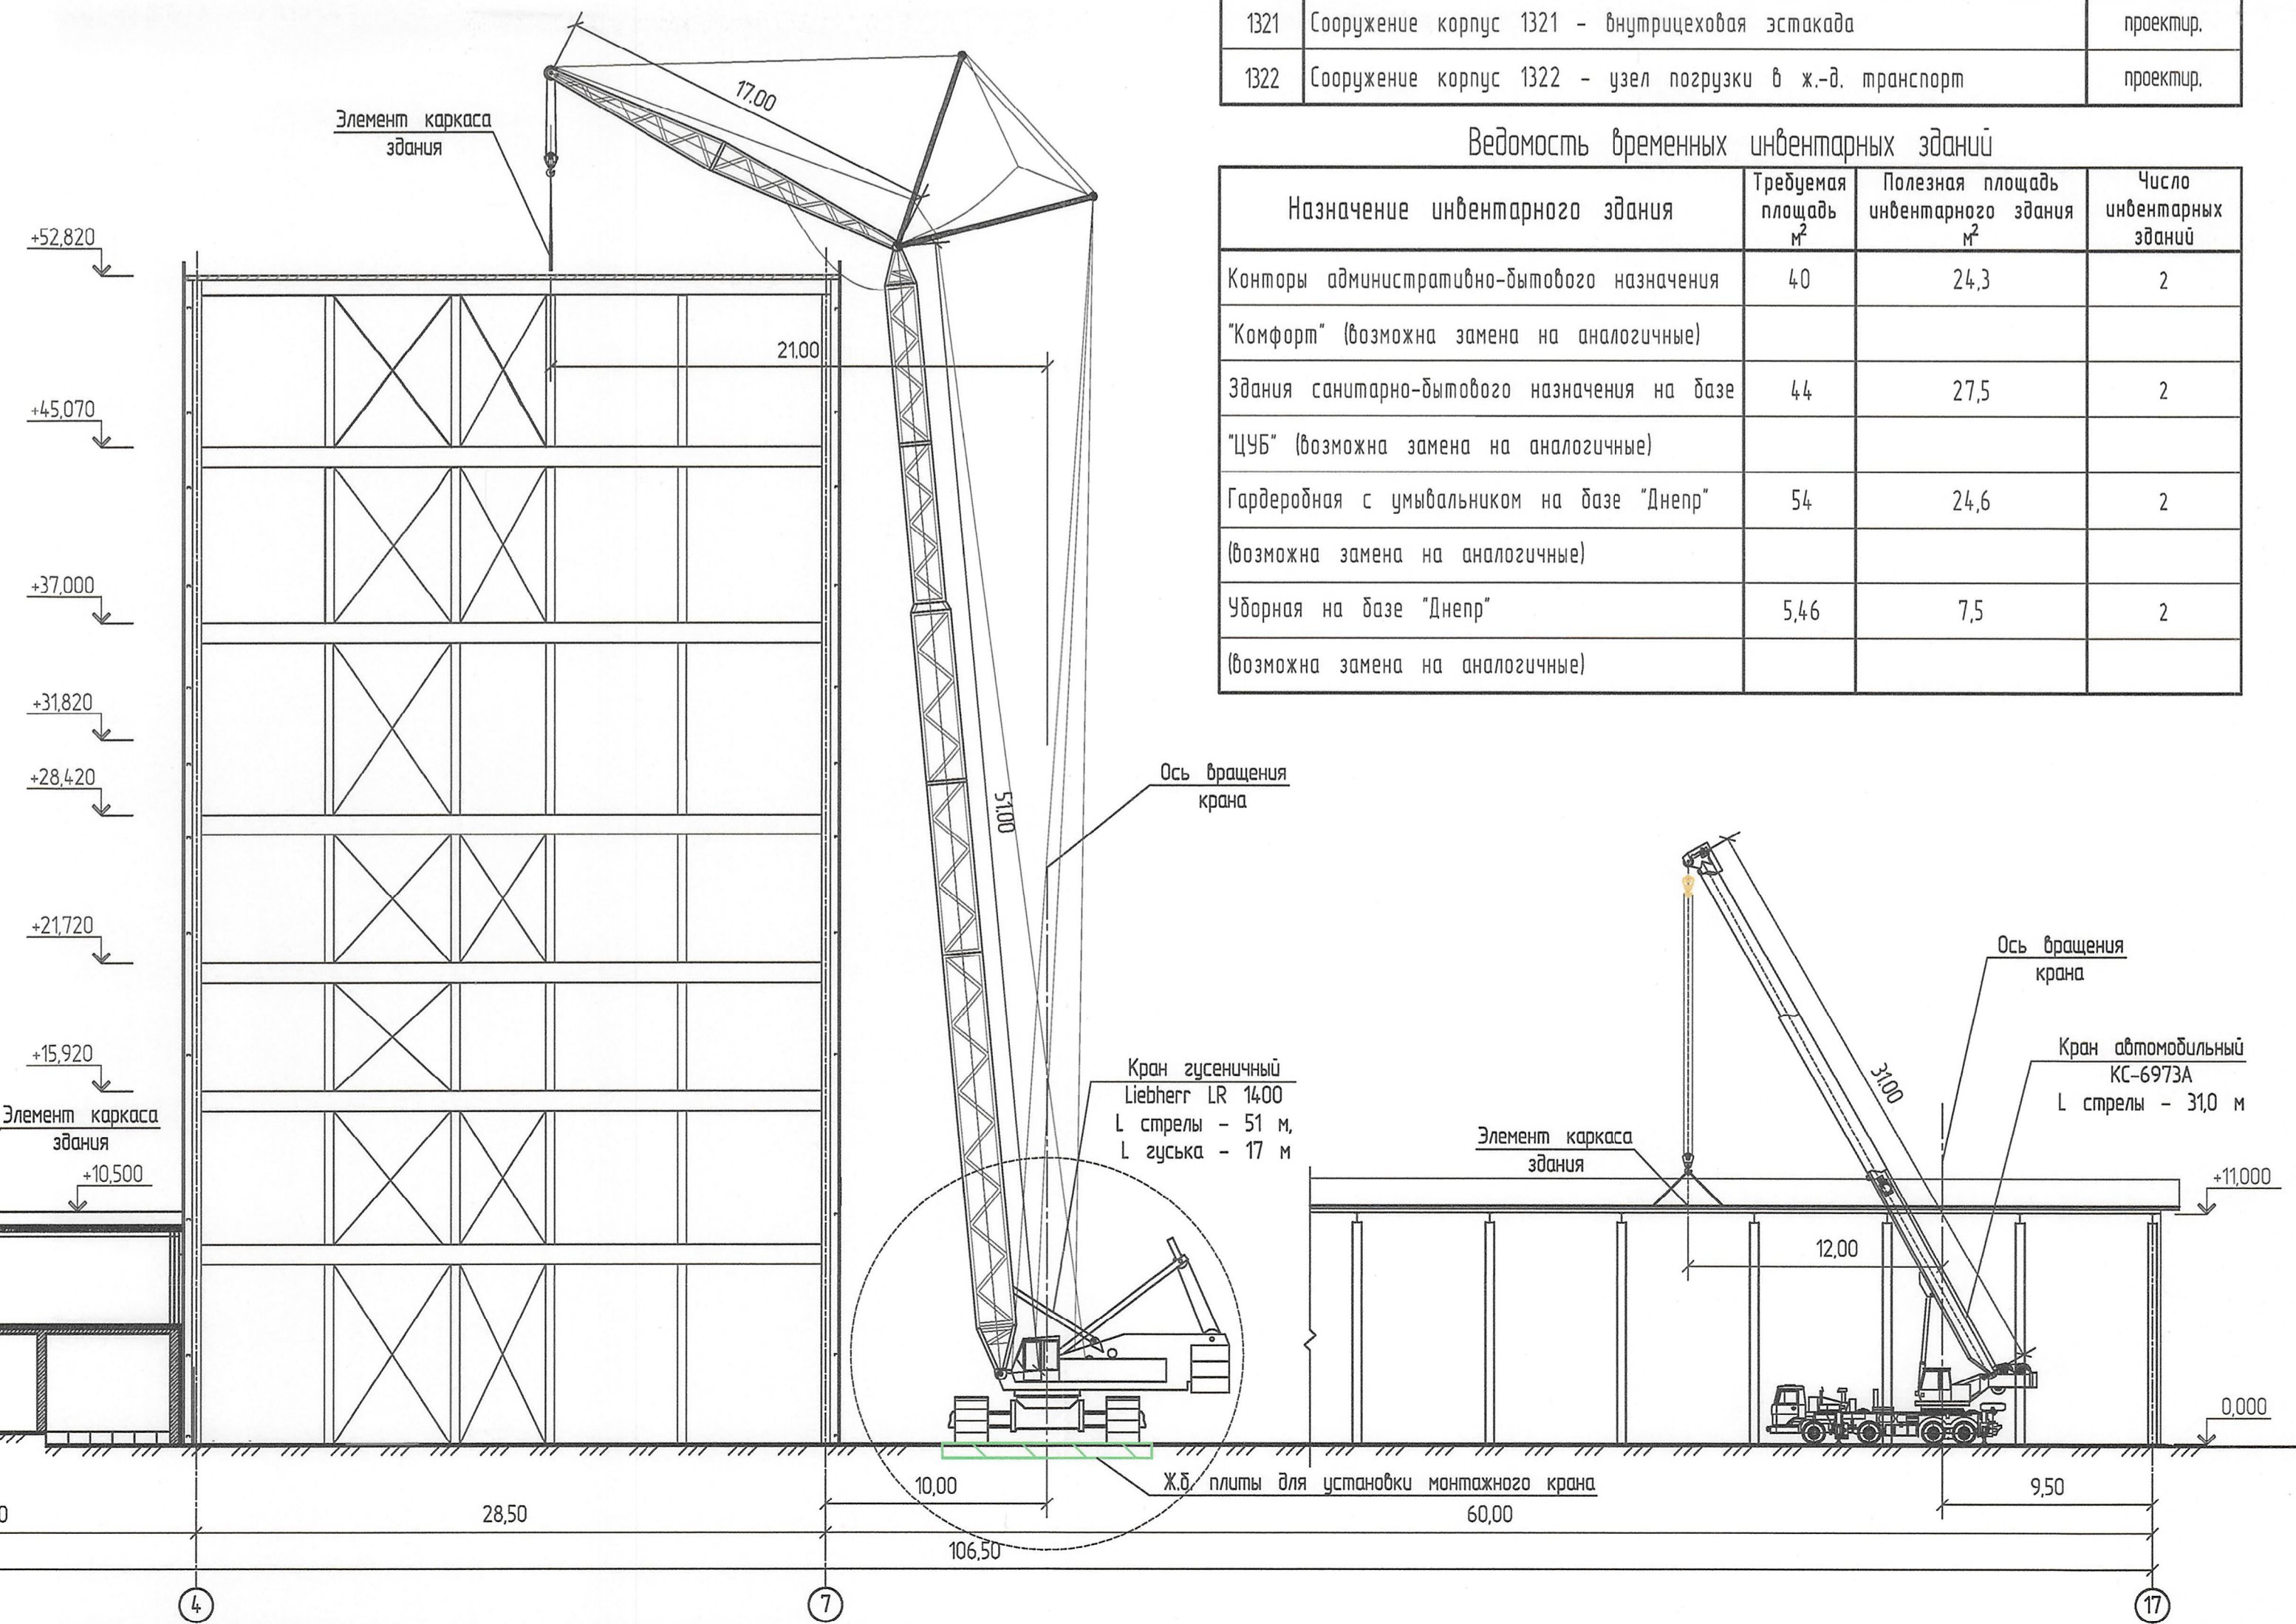 1321 Сооружение корпус 1321 - внутрицеховая эстакада проектир.
1322 Сооружение корпус 1322 - узел погрузки в ж.-д. транспорт проектир.
Ведомость временных инвентарных зданий
Назначение инвентарного здания
Требуемая
площадь
м²
Полезная площадь
инвентарного здания
м²
Число
инвентарных
зданий
Конторы административно-бытового назначения 40 24,3 2
"Комфорт" (возможна замена на аналогичные)
Здания санитарно-бытового назначения на базе 44 27,5 2
"ЦУБ" (возможна замена на аналогичные)
Гардеробная с умывальником на базе "Днепр" 54 24,6 2
(возможна замена на аналогичные)
Уборная на базе "Днепр" 5,46 7,5 2
(возможна замена на аналогичные)
17.00
Элемент каркаса
здания
+52,820
21.00
+45,070
+37,000
+31,820
+28,420
+21,720
+15,920
Элемент каркаса
здания
+10,500
51.00
Ось вращения
крана
Кран гусеничный
Liebherr LR 1400
L стрелы - 51 м,
L гуська - 17 м
Ось вращения
крана
Кран автомобильный
КС-6973А
L стрелы - 31,0 м
31.00
Элемент каркаса
здания
12,00
+11,000
0,000
Ж.б. плиты для установки монтажного крана
10,00
9,50
0
28,50
60,00
106,50
4
7
17